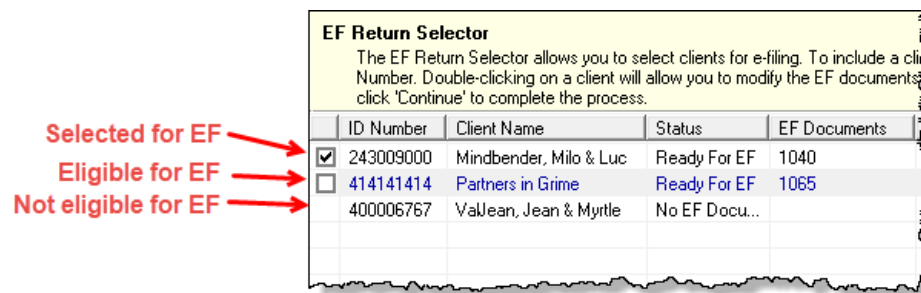 EF Return Selector
The EF Return Selector allows you to select clients for e-filing. To include a
Number. Double-clicking on a client will allow you to modify the EF documents
click 'Continue' to complete the process.
ID Number Client Name Status EF Documents
Selected for EF
243009000 Mindbender, Milo & Luc Ready For EF 1040
Eligible for EF
414141414 Partners in Grime Ready For EF 1065
Not eligible for EF
400006767 ValJean, Jean & Myrtle No EF Docu...